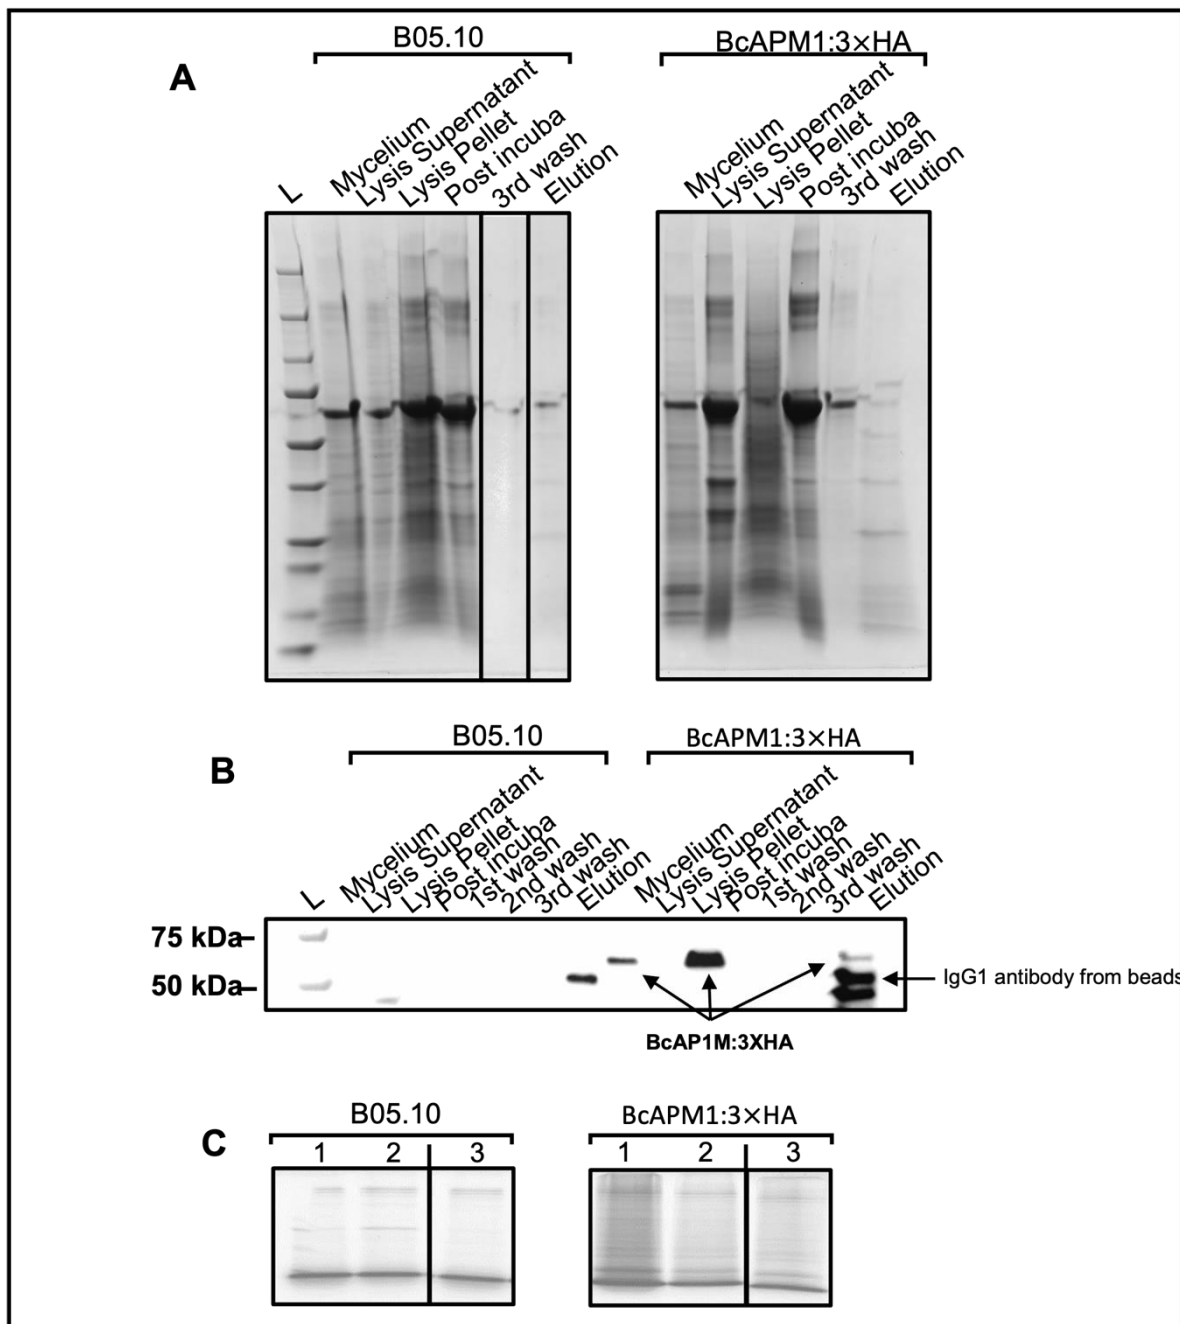 A
B05.10
BcAPM1:3×HA
L
Mycelium
Lysis Supernatant
Lysis Pellet
Post incuba
3rd wash
Elution
Mycelium
Lysis Supernatant
Lysis Pellet
Post incuba
3rd wash
Elution
B
B05.10
BcAPM1:3×HA
L
Mycelium
Lysis Supernatant
Lysis Pellet
Post incuba
1st wash
2nd wash
3rd wash
Elution
Mycelium
Lysis Supernatant
Lysis Pellet
Post incuba
1st wash
2nd wash
3rd wash
Elution
75 kDa
50 kDa
IgG1 antibody from beads
BcAP1M:3XHA
C
B05.10
BcAPM1:3×HA
1 2 3
1 2 3